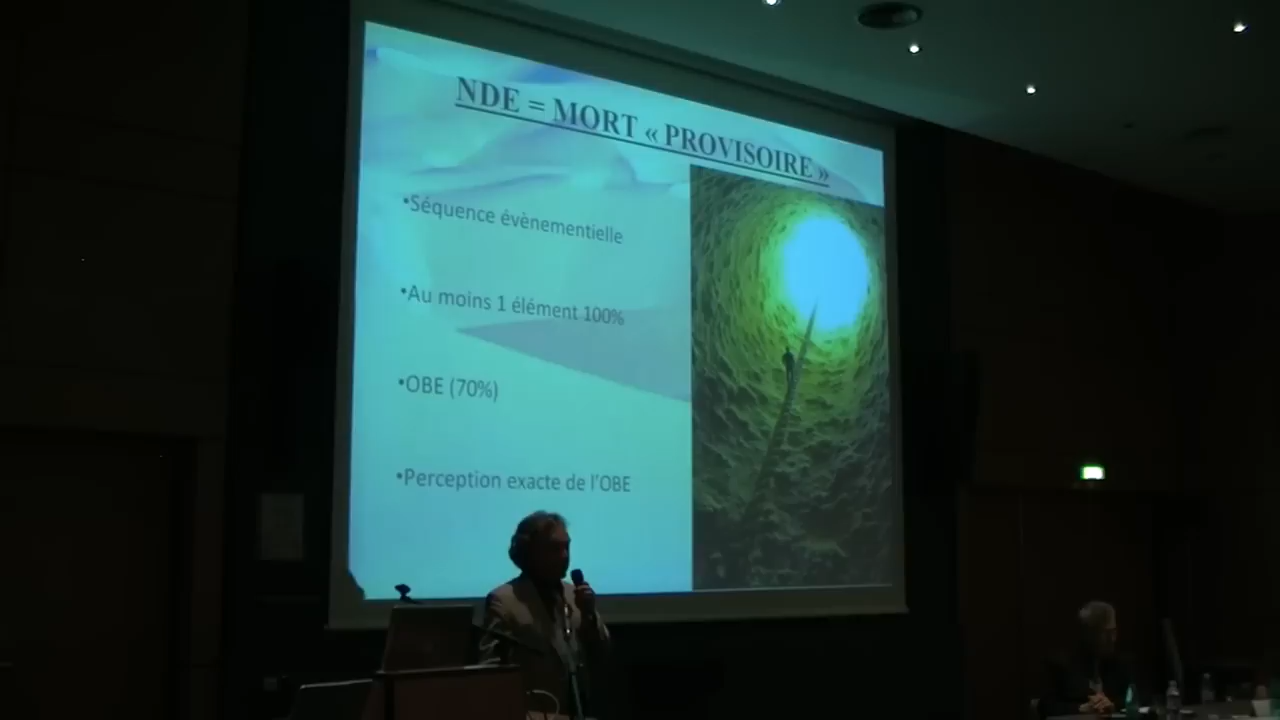 NDE = MORT « PROVISOIRE »
•Séquence évènementielle
•Au moins 1 élément 100%
•OBE (70%)
•Perception exacte de l'OBE